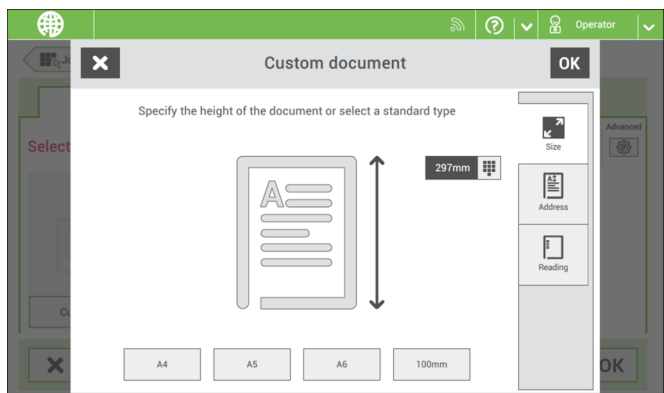 Operator
Custom document
OK
Specify the height of the document or select a standard type
Select
Advanced
297mm
Size
A
Address
Reading
A4
A5
A6
100mm
OK